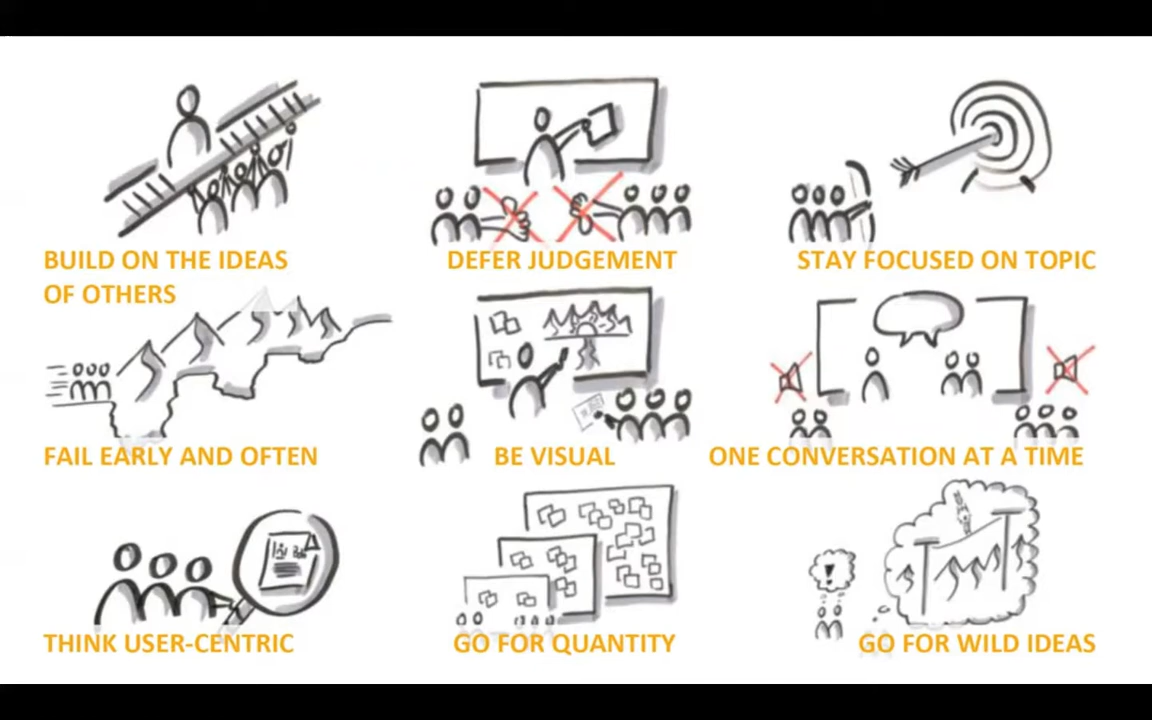 BUILD ON THE IDEAS
OF OTHERS
DEFER JUDGEMENT
STAY FOCUSED ON TOPIC
FAIL EARLY AND OFTEN
BE VISUAL
ONE CONVERSATION AT A TIME
THINK USER-CENTRIC
GO FOR QUANTITY
!
GO FOR WILD IDEAS